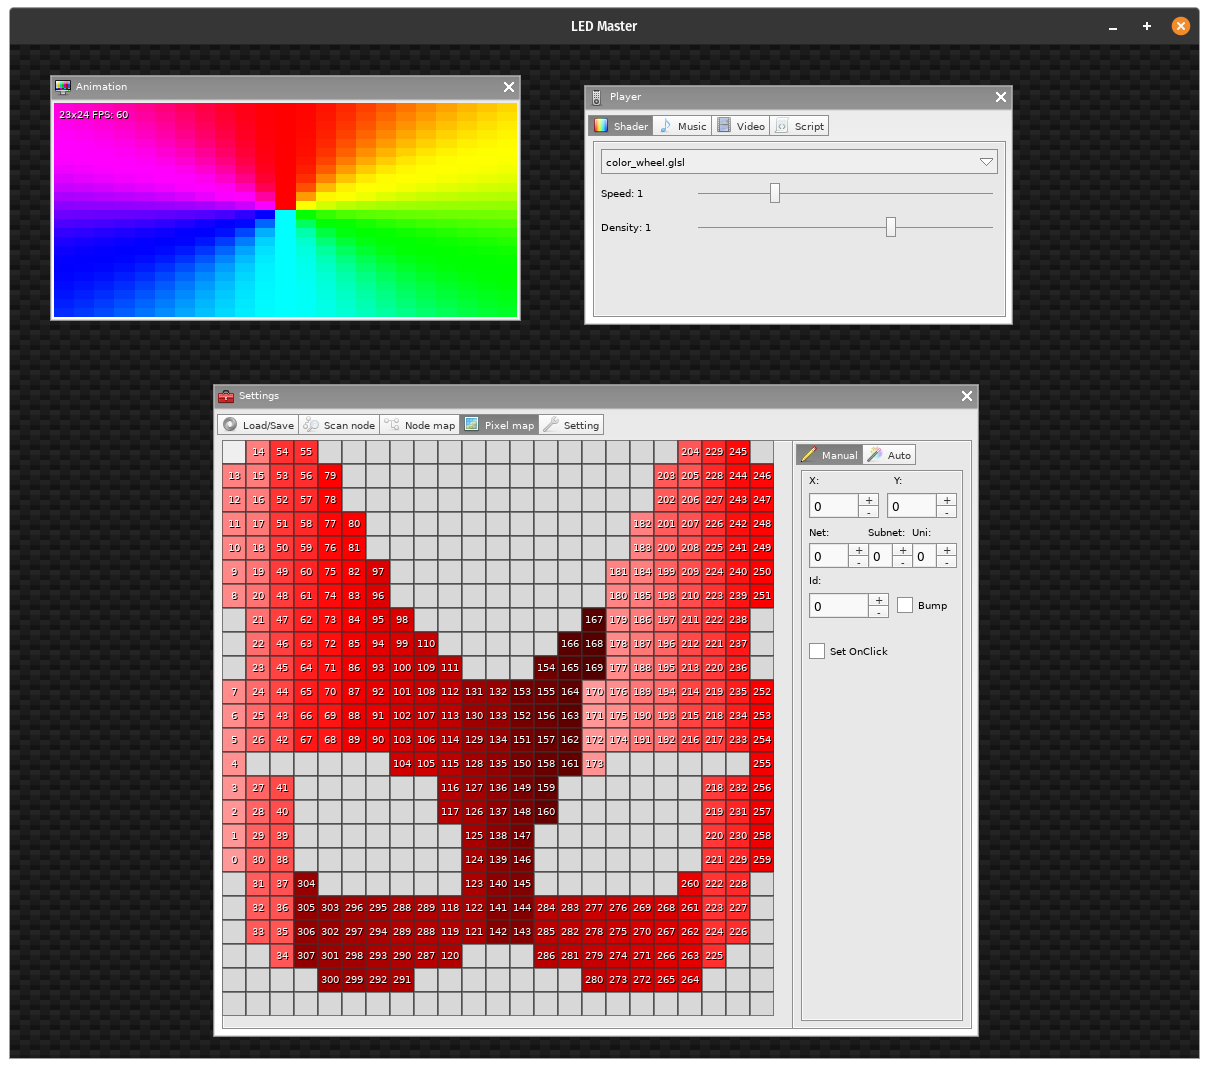 LED Master
Animation
23x24 FPS: 60
Player
Shader Music Video Script
color_wheel.glsl
Speed: 1
Density: 1
Settings
Load/Save Scan node Node map Pixel map Setting
Manual Auto
X: Y:
0 + - 0 + -
Net: Subnet: Uni:
0 + - 0 + - 0 + -
Id:
0 + - Bump
Set OnClick
14 54 55 204 229 245
13 15 53 56 79 203 205 228 244 246
12 16 52 57 78 202 206 227 243 247
11 17 51 58 77 80 182 201 207 226 242 248
10 18 50 59 76 81 183 200 208 225 241 249
9 19 49 60 75 82 97 181 184 199 209 224 240 250
8 20 48 61 74 83 96 180 185 198 210 223 239 251
21 47 62 73 84 95 98 167 179 186 197 211 222 238
22 46 63 72 85 94 99 110 166 168 178 187 196 212 221 237
23 45 64 71 86 93 100 109 111 154 165 169 177 188 195 213 220 236
7 24 44 65 70 87 92 101 108 112 131 132 153 155 164 170 176 189 194 214 219 235 252
6 25 43 66 69 88 91 102 107 113 130 133 152 156 163 171 175 190 193 215 218 234 253
5 26 42 67 68 89 90 103 106 114 129 134 151 157 162 172 174 191 192 216 217 233 254
4 104 105 115 128 135 150 158 161 173 255
3 27 41 116 127 136 149 159 218 232 256
2 28 40 117 126 137 148 160 219 231 257
1 29 39 125 138 147 220 230 258
0 30 38 124 139 146 221 229 259
31 37 304 123 140 145 260 222 228
32 36 305 303 296 295 288 289 118 122 141 144 284 283 277 276 269 268 261 223 227
33 35 306 302 297 294 289 288 119 121 142 143 285 282 278 275 270 267 262 224 226
34 307 301 298 293 290 287 120 286 281 279 274 271 266 263 225
300 299 292 291 280 273 272 265 264